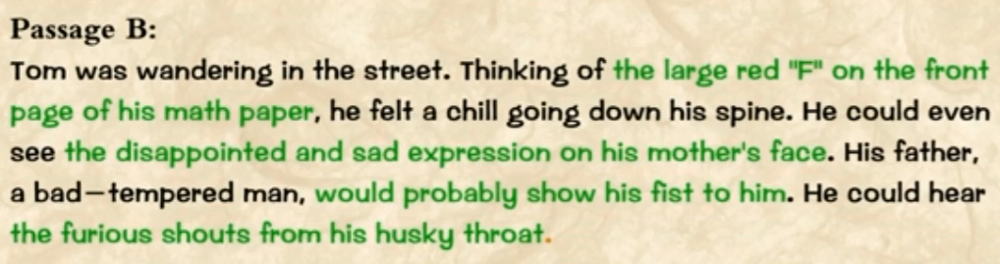 Passage B:
Tom was wandering in the street. Thinking of the large red "F" on the front
page of his math paper, he felt a chill going down his spine. He could even
see the disappointed and sad expression on his mother's face. His father,
a bad—tempered man, would probably show his fist to him. He could hear
the furious shouts from his husky throat.